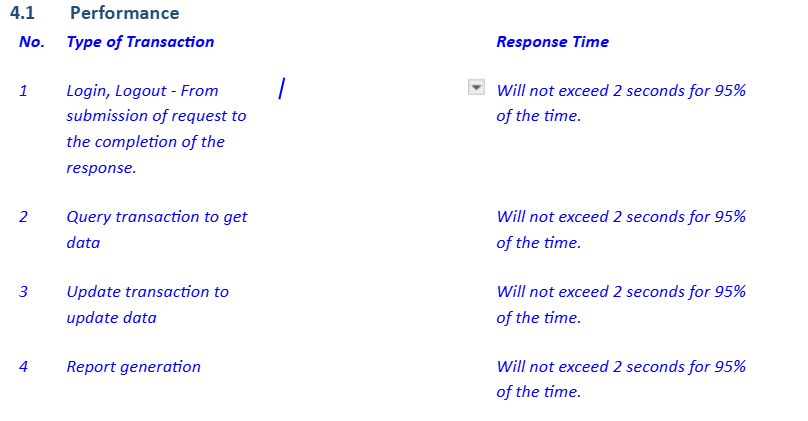 4.1 Performance
No. Type of Transaction Response Time
1 Login, Logout - From Will not exceed 2 seconds for 95%
submission of request to of the time.
the completion of the
response.
2 Query transaction to get Will not exceed 2 seconds for 95%
data of the time.
3 Update transaction to Will not exceed 2 seconds for 95%
update data of the time.
4 Report generation Will not exceed 2 seconds for 95%
of the time.